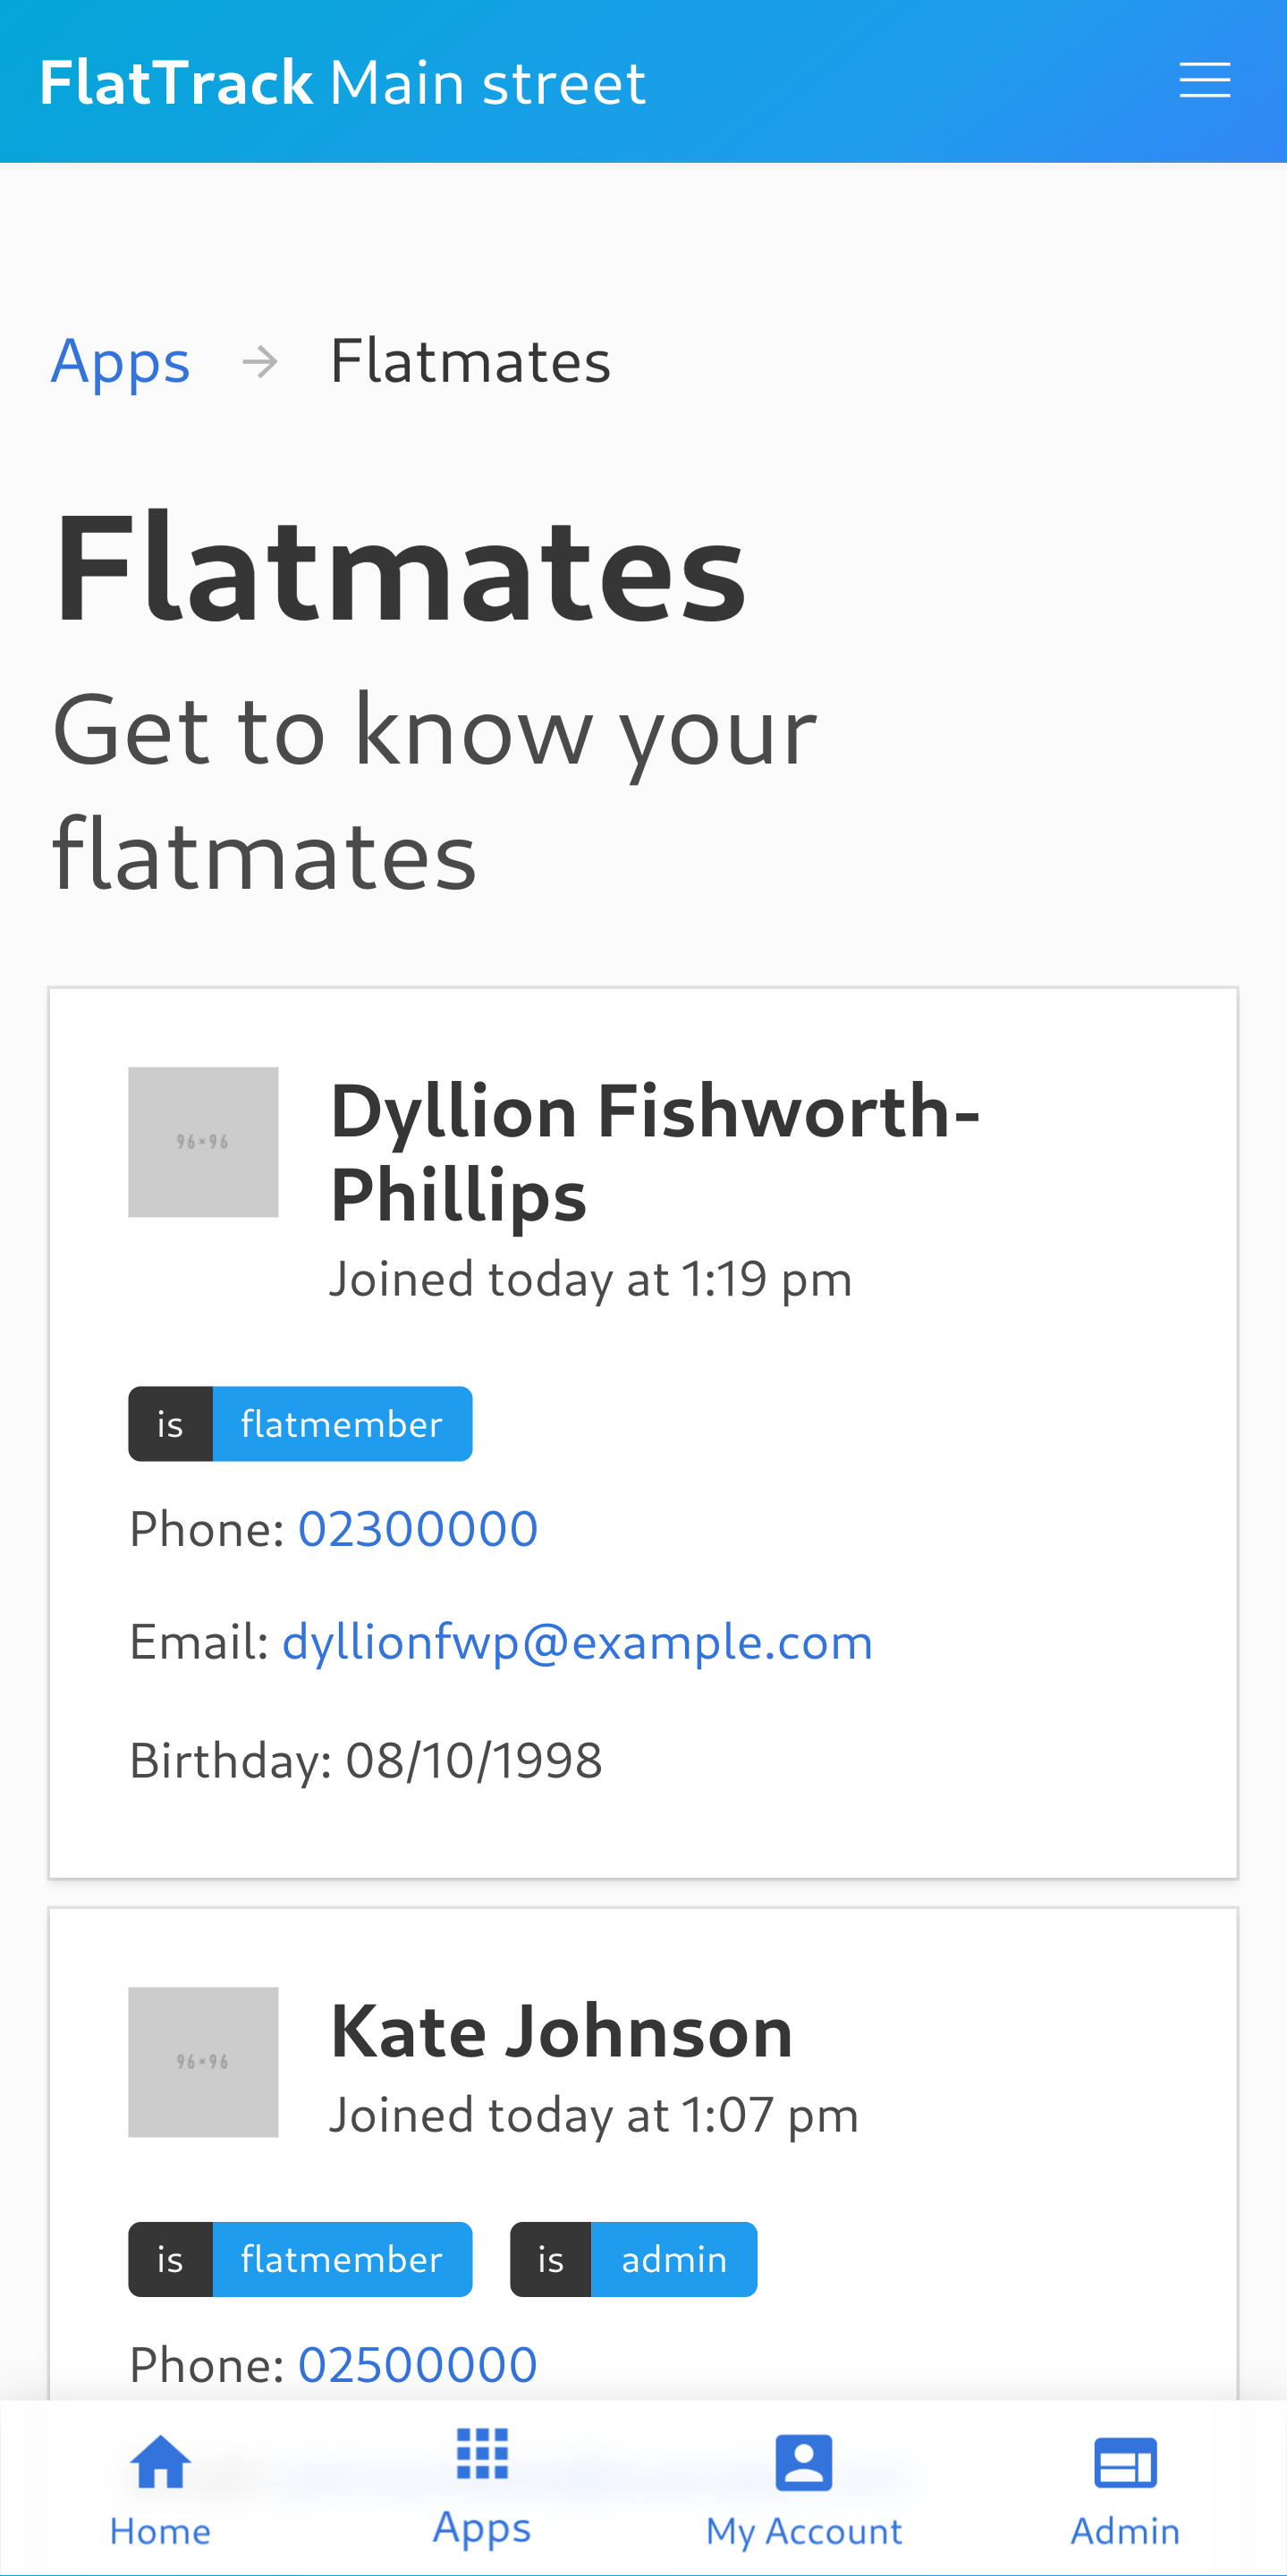 FlatTrack Main street
Apps → Flatmates
Flatmates
Get to know your
flatmates
96×96
Dyllion Fishworth-
Phillips
Joined today at 1:19 pm
is flatmember
Phone: 02300000
Email: dyllionfwp@example.com
Birthday: 08/10/1998
96×96
Kate Johnson
Joined today at 1:07 pm
is flatmember is admin
Phone: 02500000
Home Apps My Account Admin